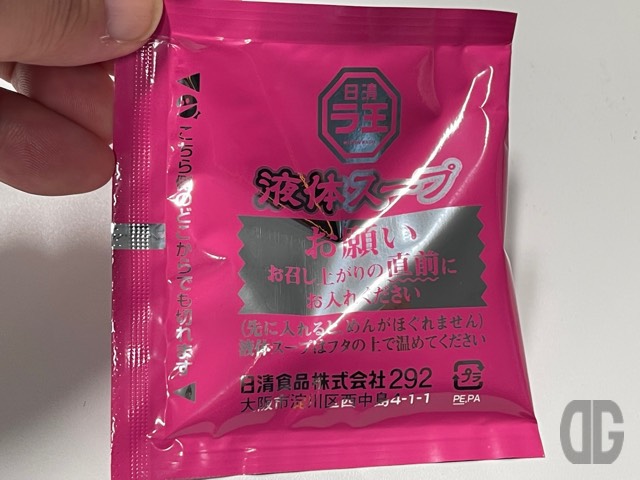 日清
ラ王
液体スープ
お願い
お召し上がりの直前に
お入れください
(先に入れると めんがほぐれません)
液体スープはフタの上で温めてください
日清食品株式会社292
大阪市淀川区西中島4-1-1
プラ
PE,PA
こちら側のどこからでも切れます
DG